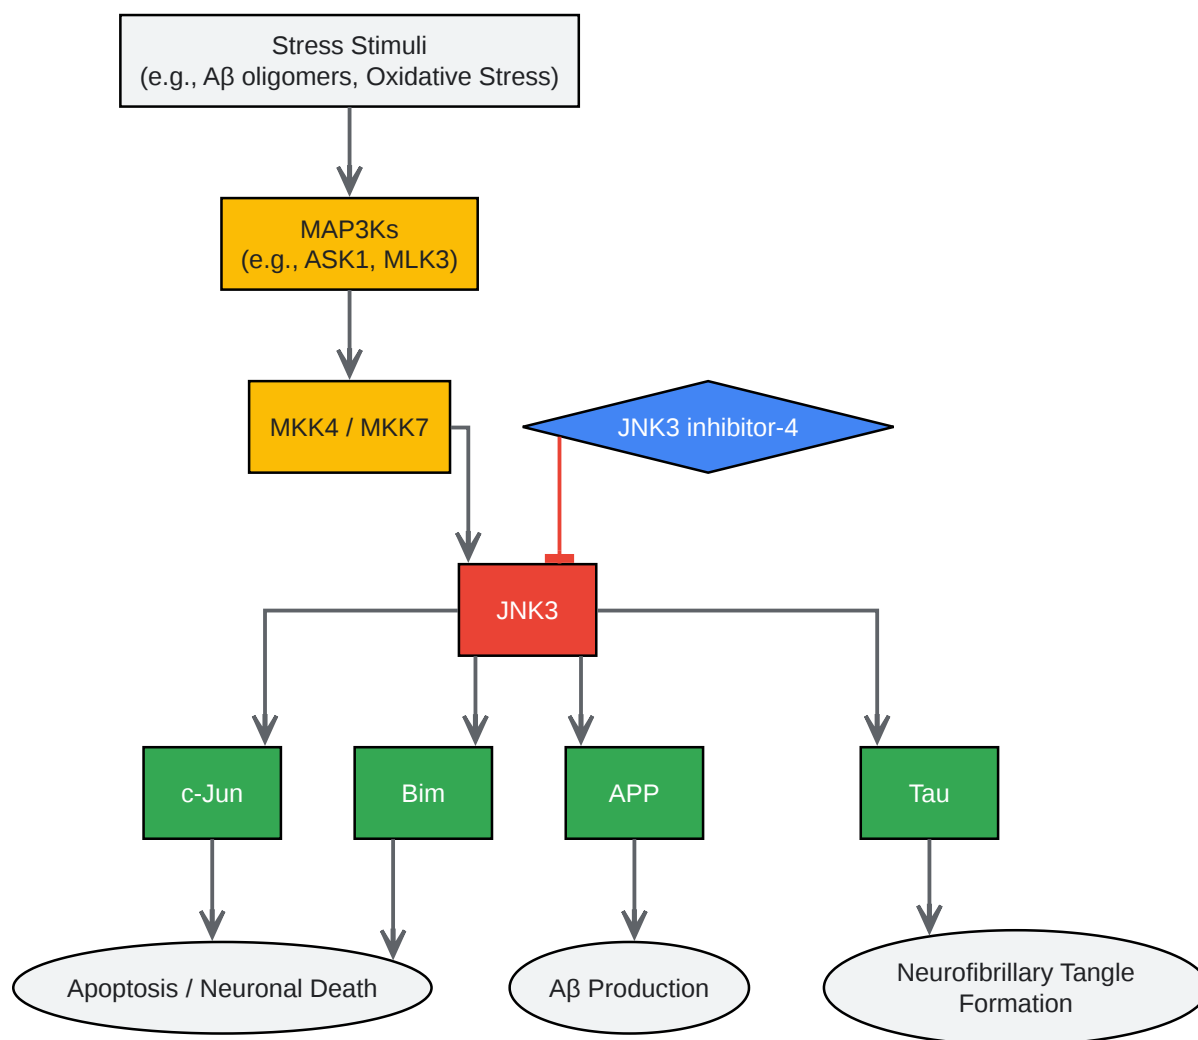 Stress Stimuli
(e.g., Aβ oligomers, Oxidative Stress)
MAP3Ks
(e.g., ASK1, MLK3)
MKK4 / MKK7
JNK3 inhibitor-4
JNK3
c-Jun
Bim
APP
Tau
Apoptosis / Neuronal Death
Aβ Production
Neurofibrillary Tangle
Formation